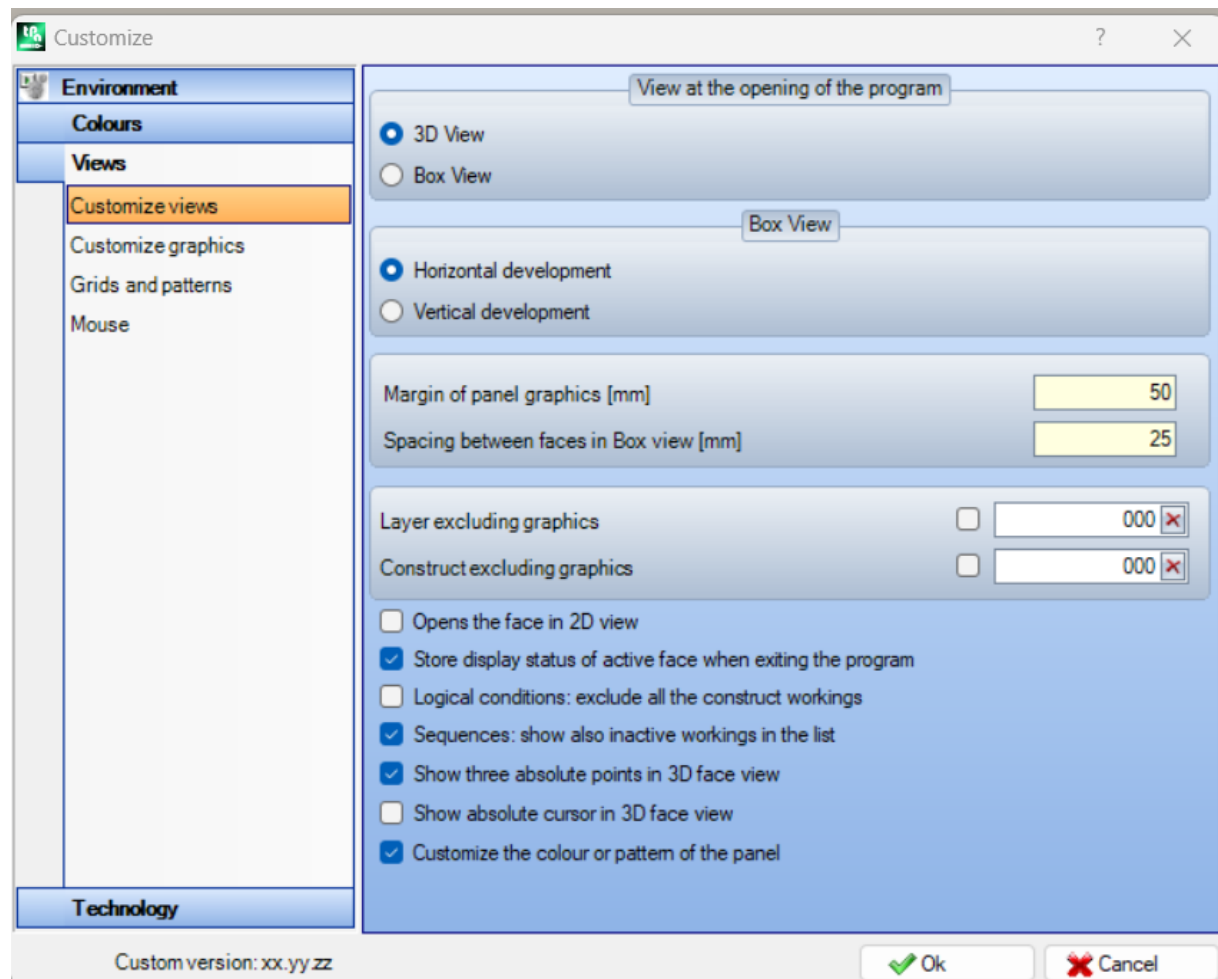 tpa
Customize
?
Environment
Colours
Views
Customize views
Customize graphics
Grids and patterns
Mouse
Technology
View at the opening of the program
3D View
Box View
Box View
Horizontal development
Vertical development
Margin of panel graphics [mm] 50
Spacing between faces in Box view [mm] 25
Layer excluding graphics 000
Construct excluding graphics 000
Opens the face in 2D view
Store display status of active face when exiting the program
Logical conditions: exclude all the construct workings
Sequences: show also inactive workings in the list
Show three absolute points in 3D face view
Show absolute cursor in 3D face view
Customize the colour or pattern of the panel
Custom version: xx.yy.zz
Ok
Cancel